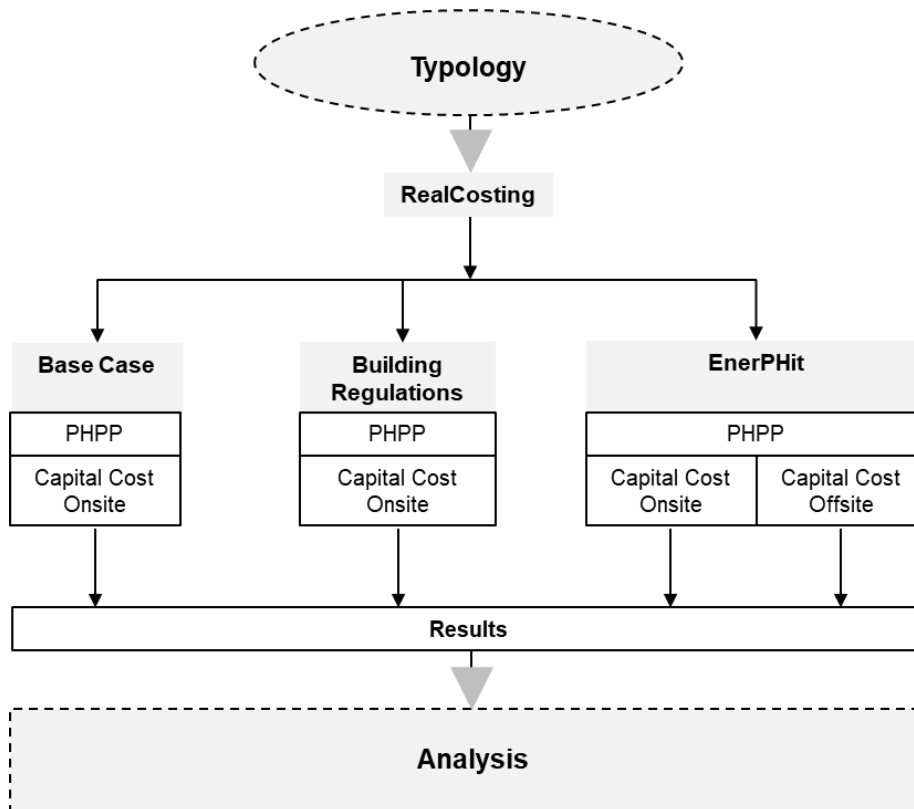 Typology
RealCosting
Base Case
Building
Regulations
EnerPHit
PHPP
PHPP
PHPP
Capital Cost
Onsite
Capital Cost
Onsite
Capital Cost
Onsite
Capital Cost
Offsite
Results
Analysis